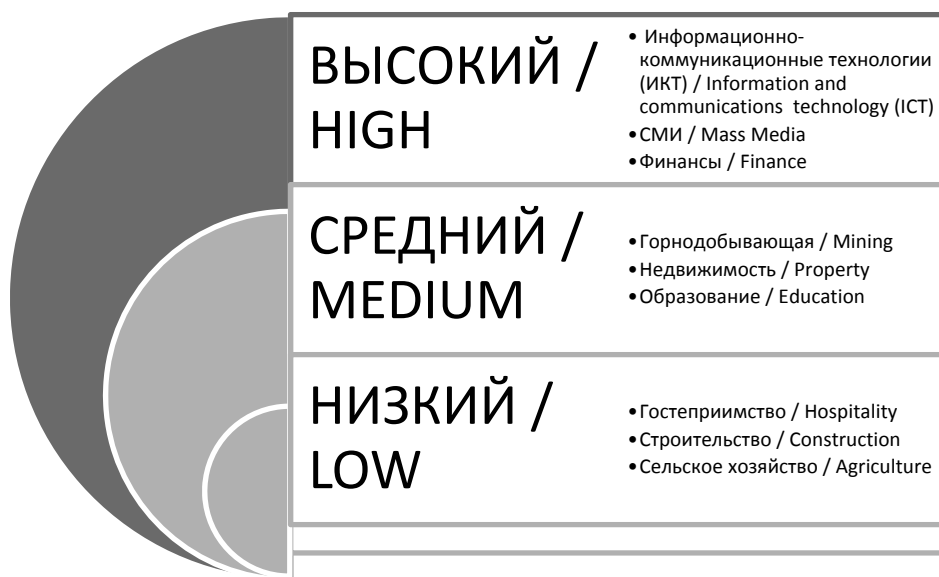 ВЫСОКИЙ /
HIGH
• Информационно-
коммуникационные технологии
(ИКТ) / Information and
communications technology (ICT)
•СМИ / Mass Media
•Финансы / Finance
СРЕДНИЙ /
MEDIUM
•Горнодобывающая / Mining
•Недвижимость / Property
•Образование / Education
НИЗКИЙ /
LOW
•Гостеприимство / Hospitality
•Строительство / Construction
•Сельское хозяйство / Agriculture